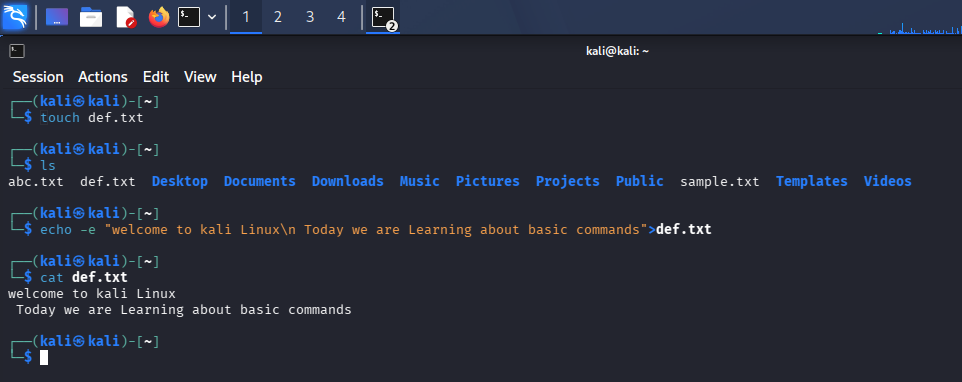 1 2 3 4 2
kali@kali: ~
Session Actions Edit View Help
┌──(kali㉿kali)-[~]
└─$ touch def.txt
┌──(kali㉿kali)-[~]
└─$ ls
abc.txt def.txt Desktop Documents Downloads Music Pictures Projects Public sample.txt Templates Videos
┌──(kali㉿kali)-[~]
└─$ echo -e "welcome to kali Linux\n Today we are Learning about basic commands">def.txt
┌──(kali㉿kali)-[~]
└─$ cat def.txt
welcome to kali Linux
 Today we are Learning about basic commands
┌──(kali㉿kali)-[~]
└─$